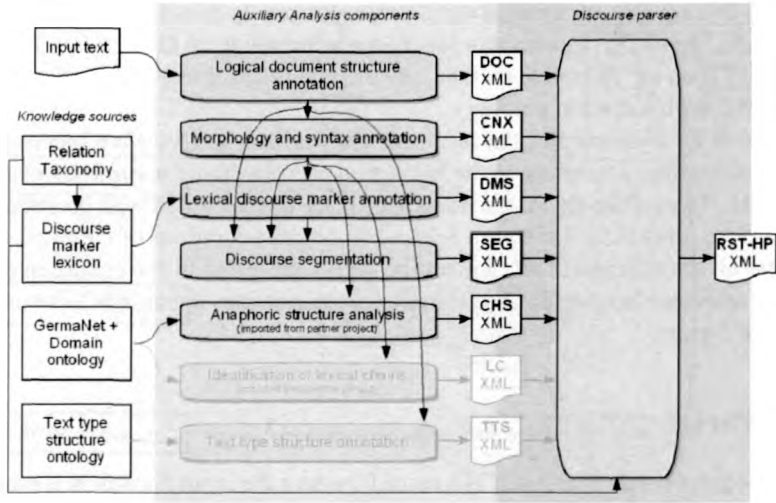 Auxiliary Analysis components
Discourse parser
Input text
Logical document structure
annotation
DOC
XML
Knowledge sources
Morphology and syntax annotation
CNX
XML
Relation
Taxonomy
Lexical discourse marker annotation
DMS
XML
Discourse
marker
lexicon
Discourse segmentation
SEG
XML
RST-HP
XML
GermaNet +
Domain
ontology
Anaphoric structure analysis
(imported from partner project)
CHS
XML
Identification of lexical chains
LC
XML
Text type
structure
ontology
Text type structure annotation
TTS
XML